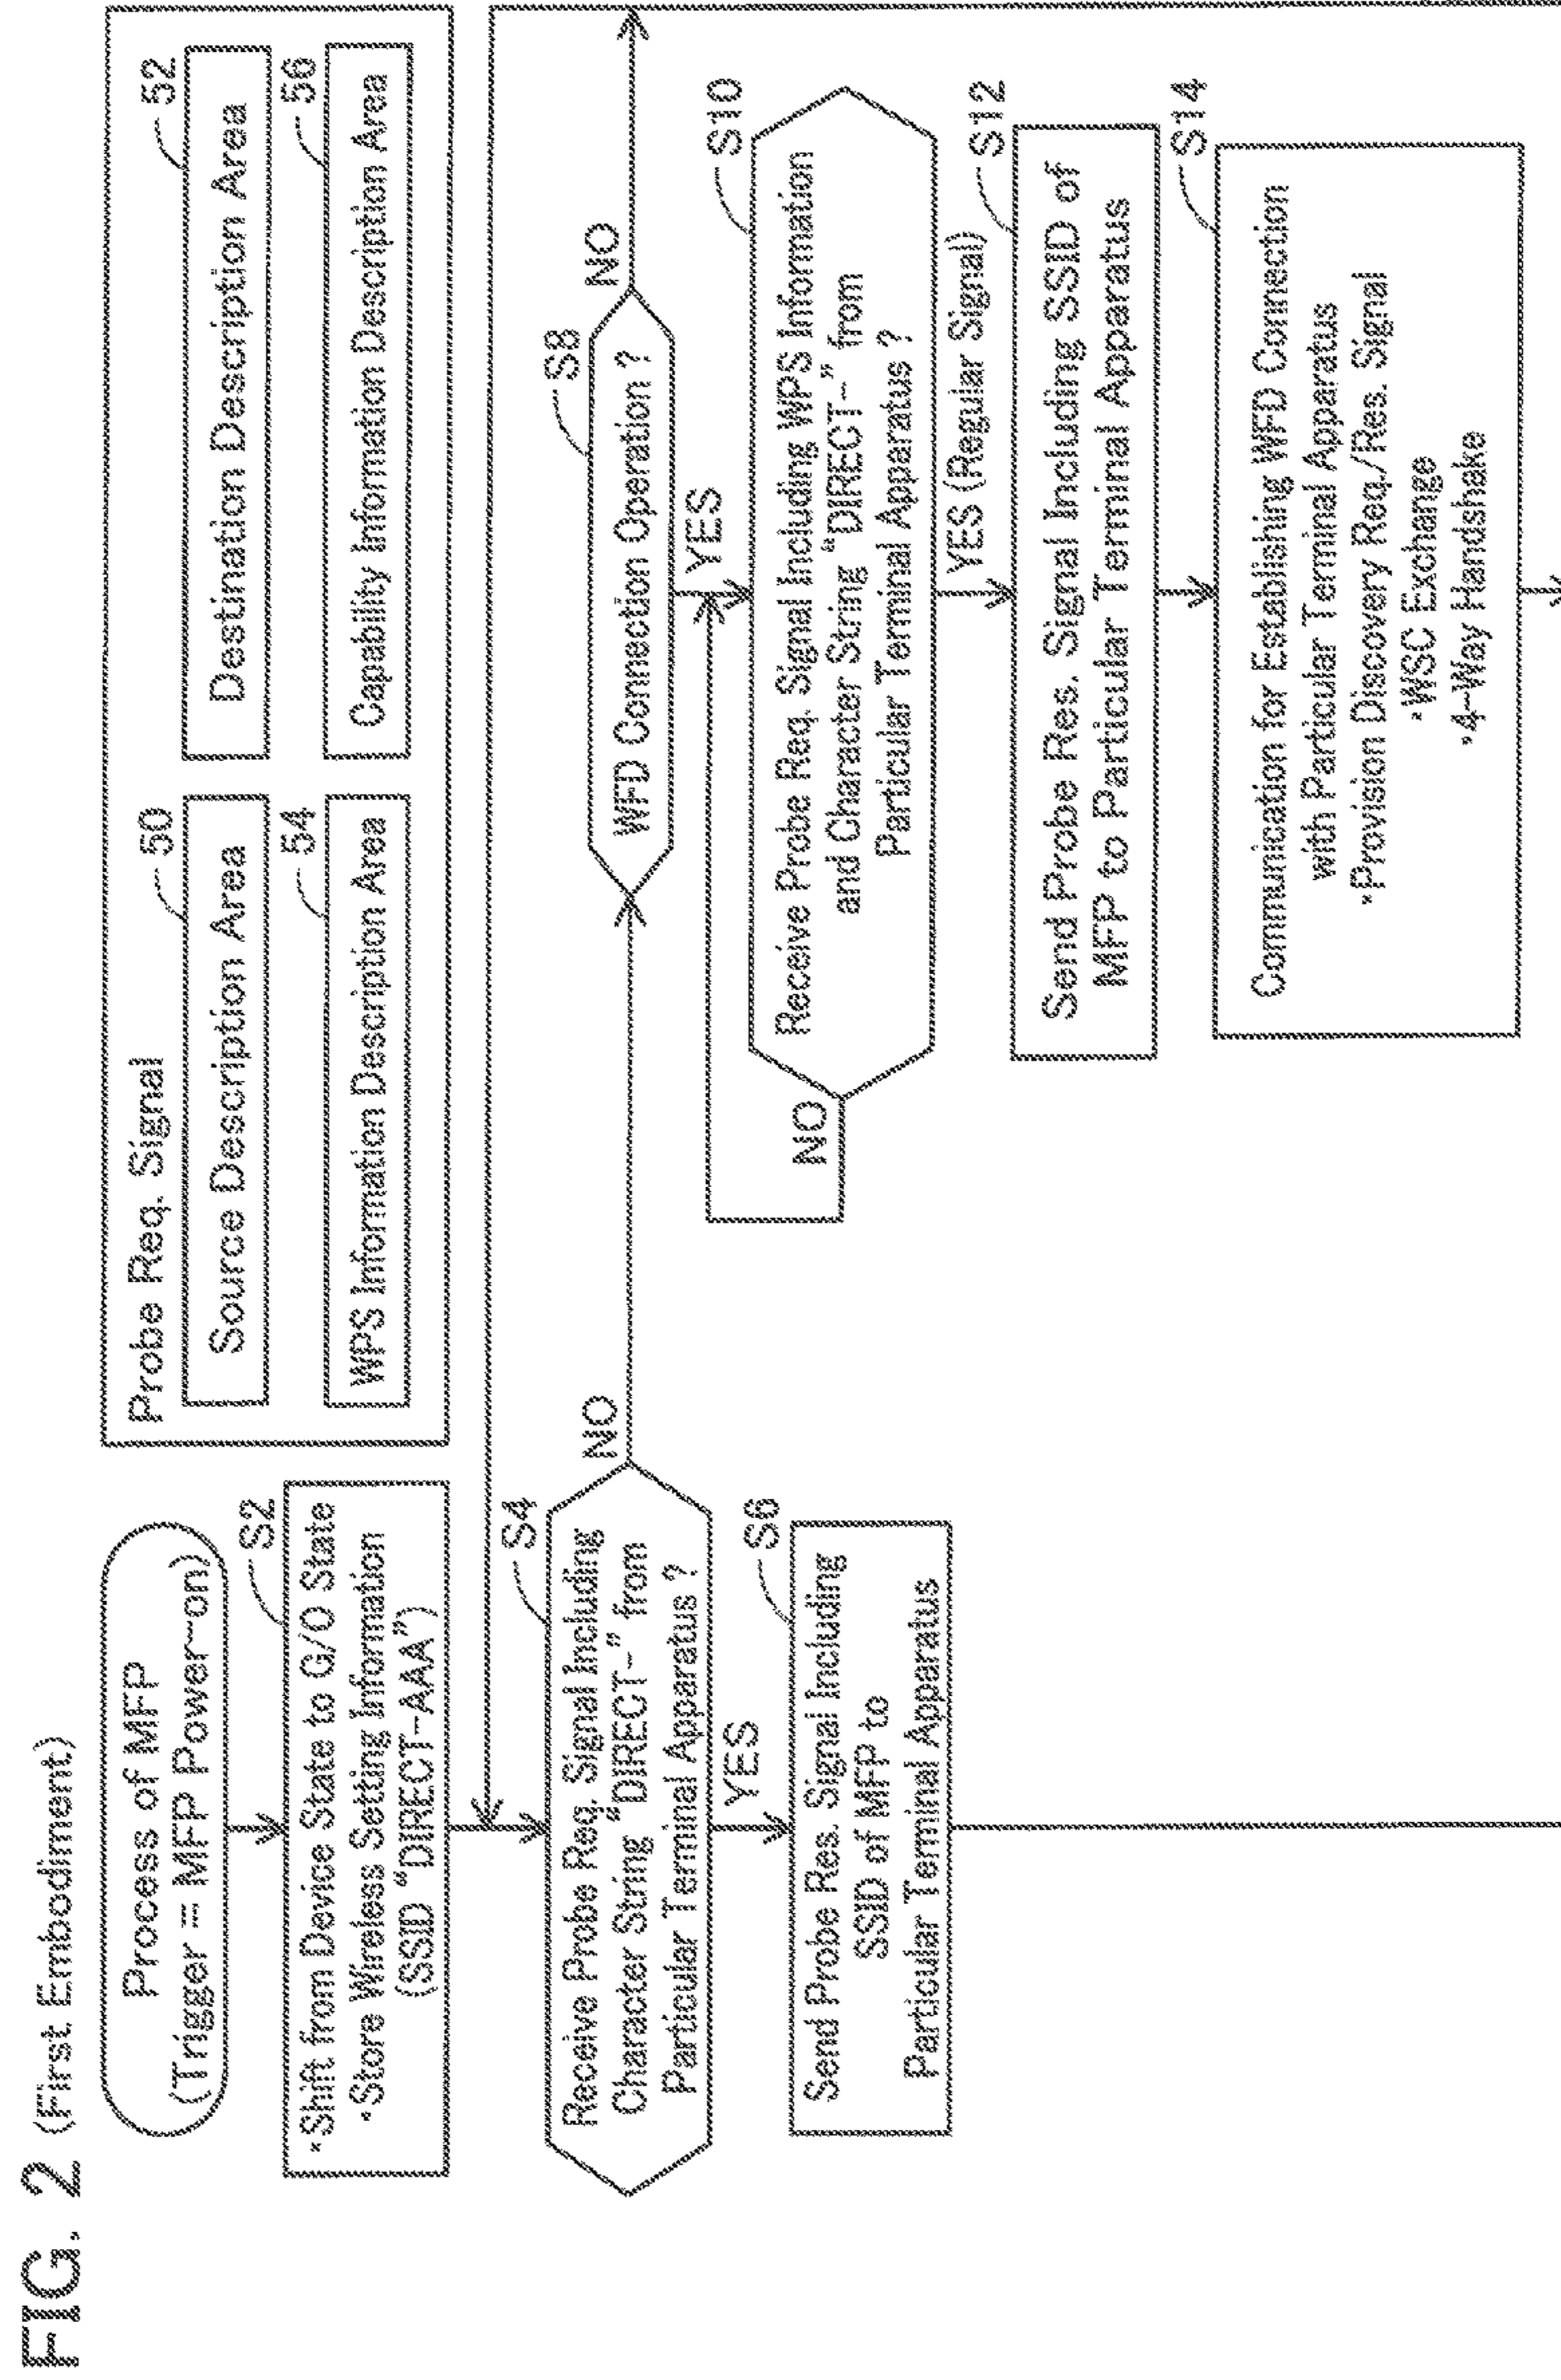 FIG. 2 (First Embodiment)
Process of MFP
(Trigger = MFP Power-on)
S2
・Shift from Device State to G/O State
・Store Wireless Setting Information
(SSID “DIRECT-AAA”)
Probe Req. Signal
50
Source Description Area
52
Destination Description Area
54
WPS Information Description Area
56
Capability Information Description Area
S4
Receive Probe Req. Signal Including
Character String “DIRECT-” from
Particular Terminal Apparatus ?
NO
YES
S6
Send Probe Res. Signal Including
SSID of MFP to
Particular Terminal Apparatus
S8
WFD Connection Operation ?
NO
YES
S10
Receive Probe Req. Signal Including WPS Information
and Character String “DIRECT-” from
Particular Terminal Apparatus ?
NO
YES (Regular Signal)
S12
Send Probe Res. Signal Including SSID of
MFP to Particular Terminal Apparatus
S14
Communication for Establishing WFD Connection
with Particular Terminal Apparatus
・Provision Discovery Req./Res. Signal
・WSC Exchange
・4-Way Handshake